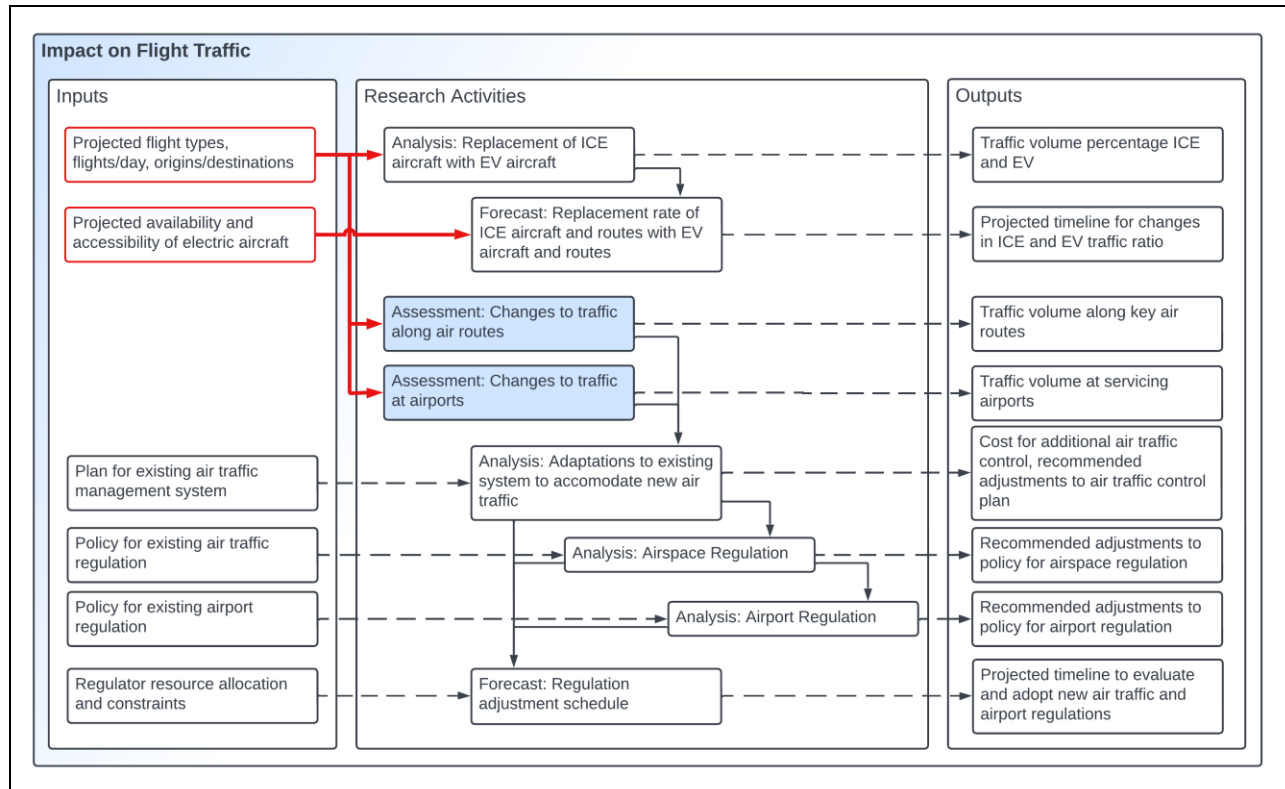 Impact on Flight Traffic
Inputs
Projected flight types,
flights/day, origins/destinations
Projected availability and
accessibility of electric aircraft
Plan for existing air traffic
management system
Policy for existing air traffic
regulation
Policy for existing airport
regulation
Regulator resource allocation
and constraints
Research Activities
Analysis: Replacement of ICE
aircraft with EV aircraft
Forecast: Replacement rate of
ICE aircraft and routes with EV
aircraft and routes
Assessment: Changes to traffic
along air routes
Assessment: Changes to traffic
at airports
Analysis: Adaptations to existing
system to accomodate new air
traffic
Analysis: Airspace Regulation
Analysis: Airport Regulation
Forecast: Regulation
adjustment schedule
Outputs
Traffic volume percentage ICE
and EV
Projected timeline for changes
in ICE and EV traffic ratio
Traffic volume along key air
routes
Traffic volume at servicing
airports
Cost for additional air traffic
control, recommended
adjustments to air traffic control
plan
Recommended adjustments to
policy for airspace regulation
Recommended adjustments to
policy for airport regulation
Projected timeline to evaluate
and adopt new air traffic and
airport regulations